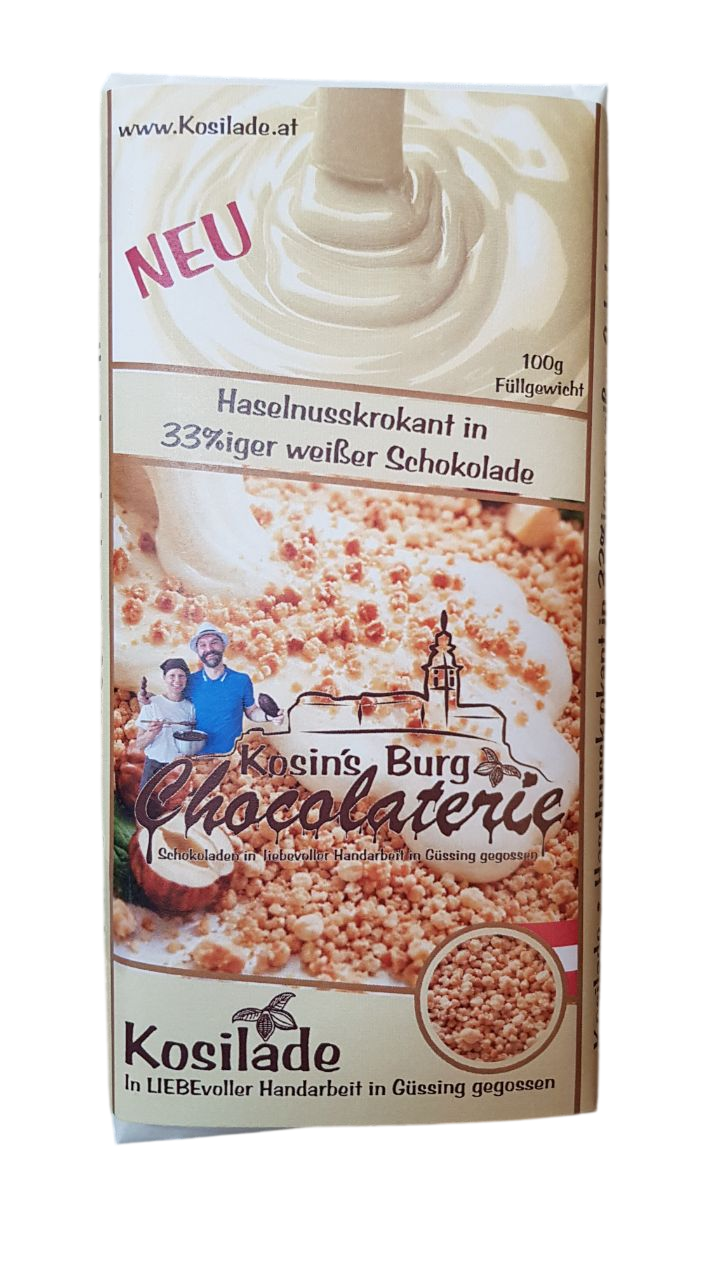 www.Kosilade.at
NEU
100g
Füllgewicht
Haselnusskrokant in
33%iger weißer Schokolade
Kosin's Burg
Chocolaterie
Schokoladen in liebevoller Handarbeit in Güssing gegossen
Kosilade
In LIEBEvoller Handarbeit in Güssing gegossen